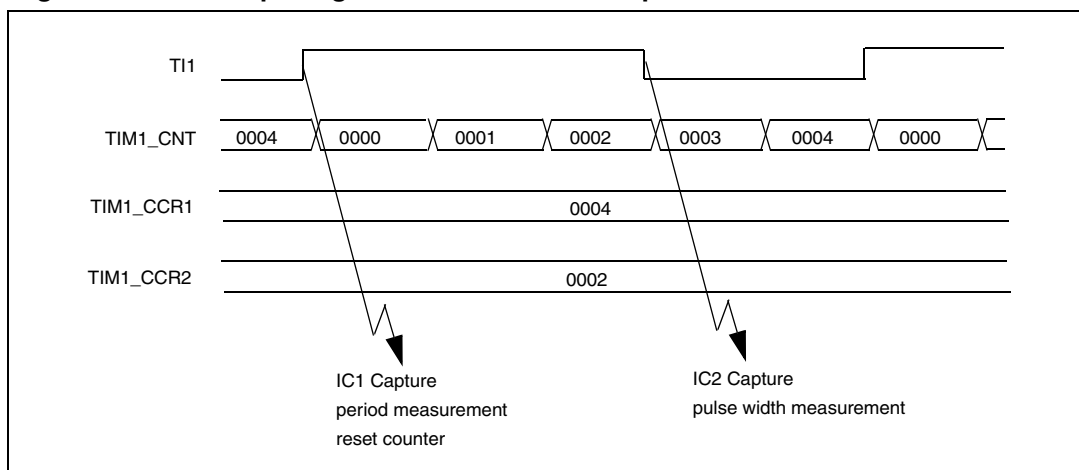 TI1
TIM1_CNT 0004 0000 0001 0002 0003 0004 0000
TIM1_CCR1 0004
TIM1_CCR2 0002
IC1 Capture
period measurement
reset counter
IC2 Capture
pulse width measurement